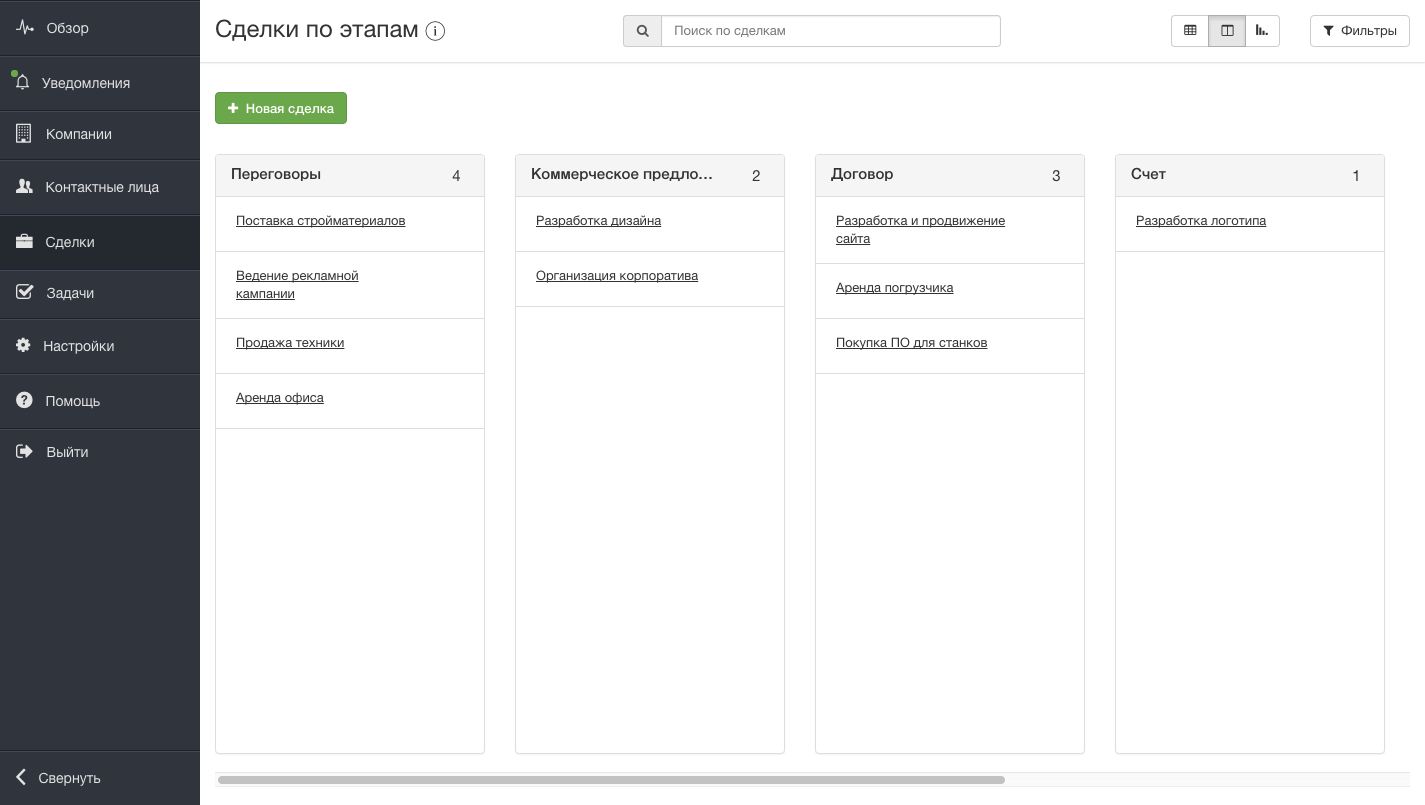 Обзор
Уведомления
Компании
Контактные лица
Сделки
Задачи
Настройки
Помощь
Выйти
Свернуть
Сделки по этапам
Поиск по сделкам
Фильтры
Новая сделка
Переговоры 4
Поставка стройматериалов
Ведение рекламной
кампании
Продажа техники
Аренда офиса
Коммерческое предло... 2
Разработка дизайна
Организация корпоратива
Договор 3
Разработка и продвижение
сайта
Аренда погрузчика
Покупка ПО для станков
Счет 1
Разработка логотипа